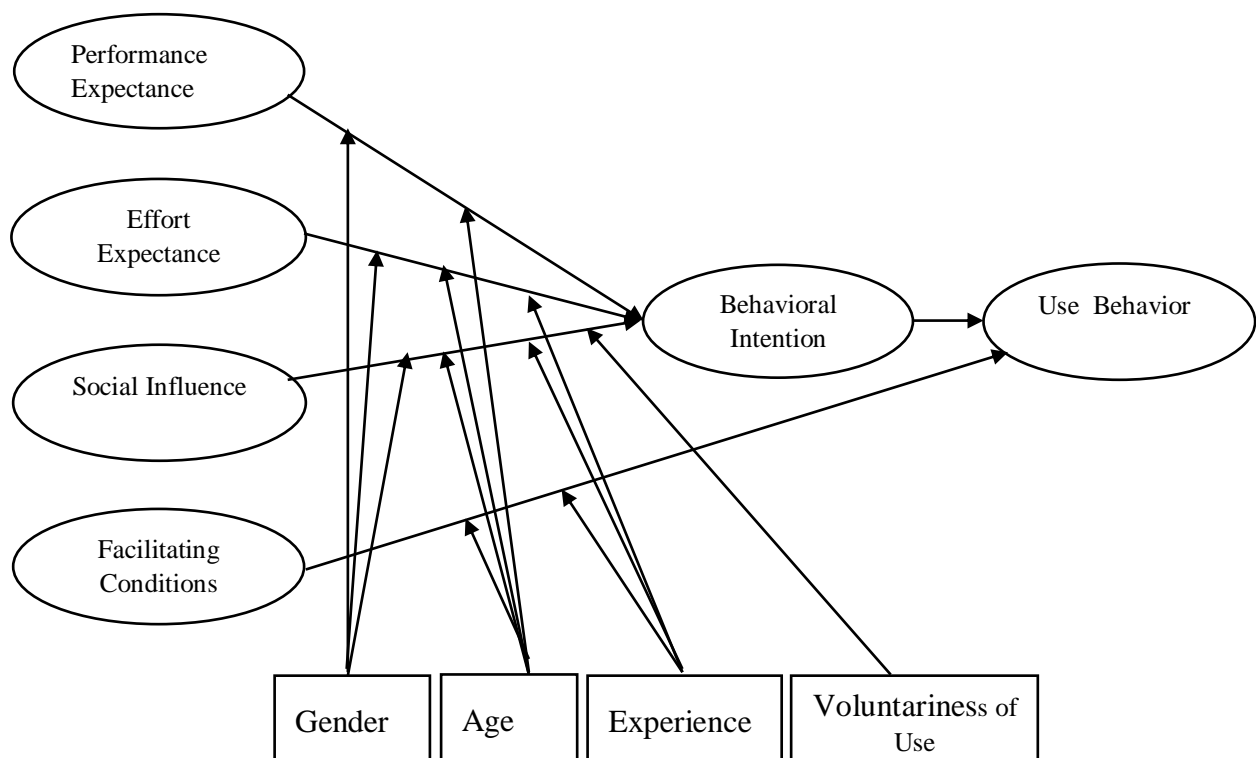 Performance
Expectance
Effort
Expectance
Social Influence
Facilitating
Conditions
Behavioral
Intention
Use Behavior
Gender
Age
Experience
Voluntariness of
Use